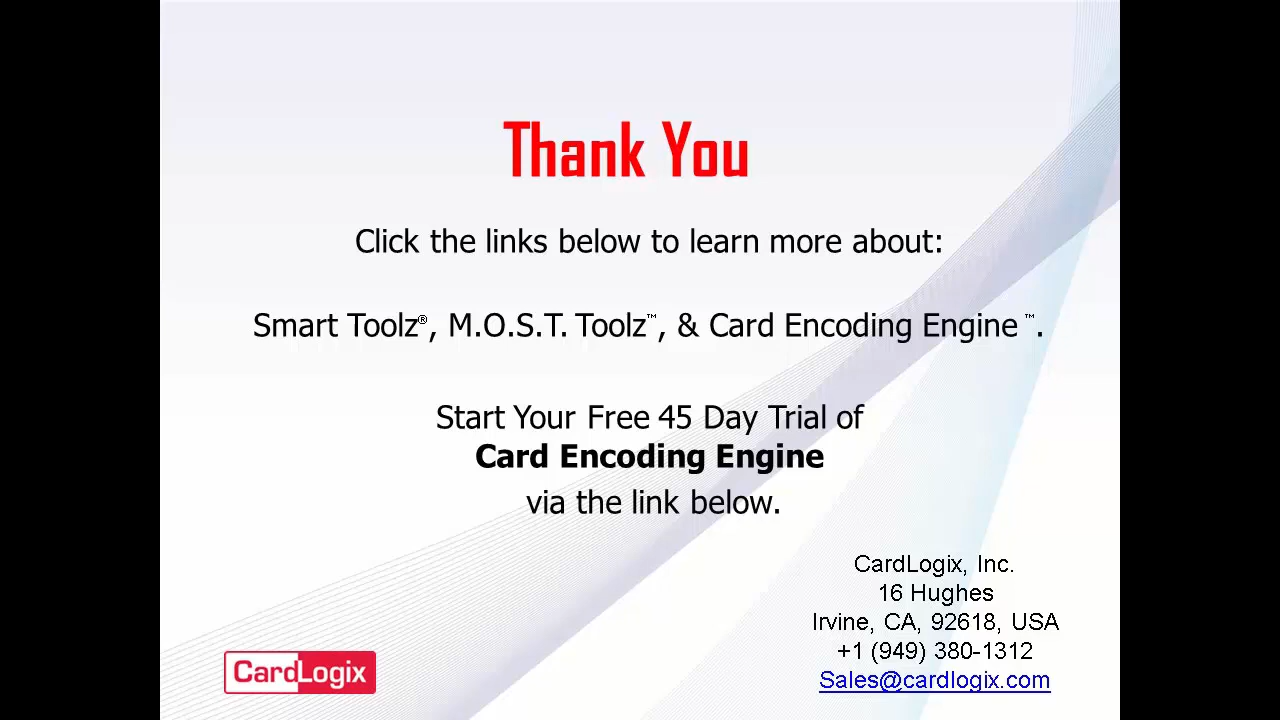 Thank You
Click the links below to learn more about:
Smart Toolz®, M.O.S.T. Toolz™, & Card Encoding Engine ™.
Start Your Free 45 Day Trial of
Card Encoding Engine
via the link below.
CardLogix, Inc.
16 Hughes
Irvine, CA, 92618, USA
+1 (949) 380-1312
Sales@cardlogix.com
CardLogix